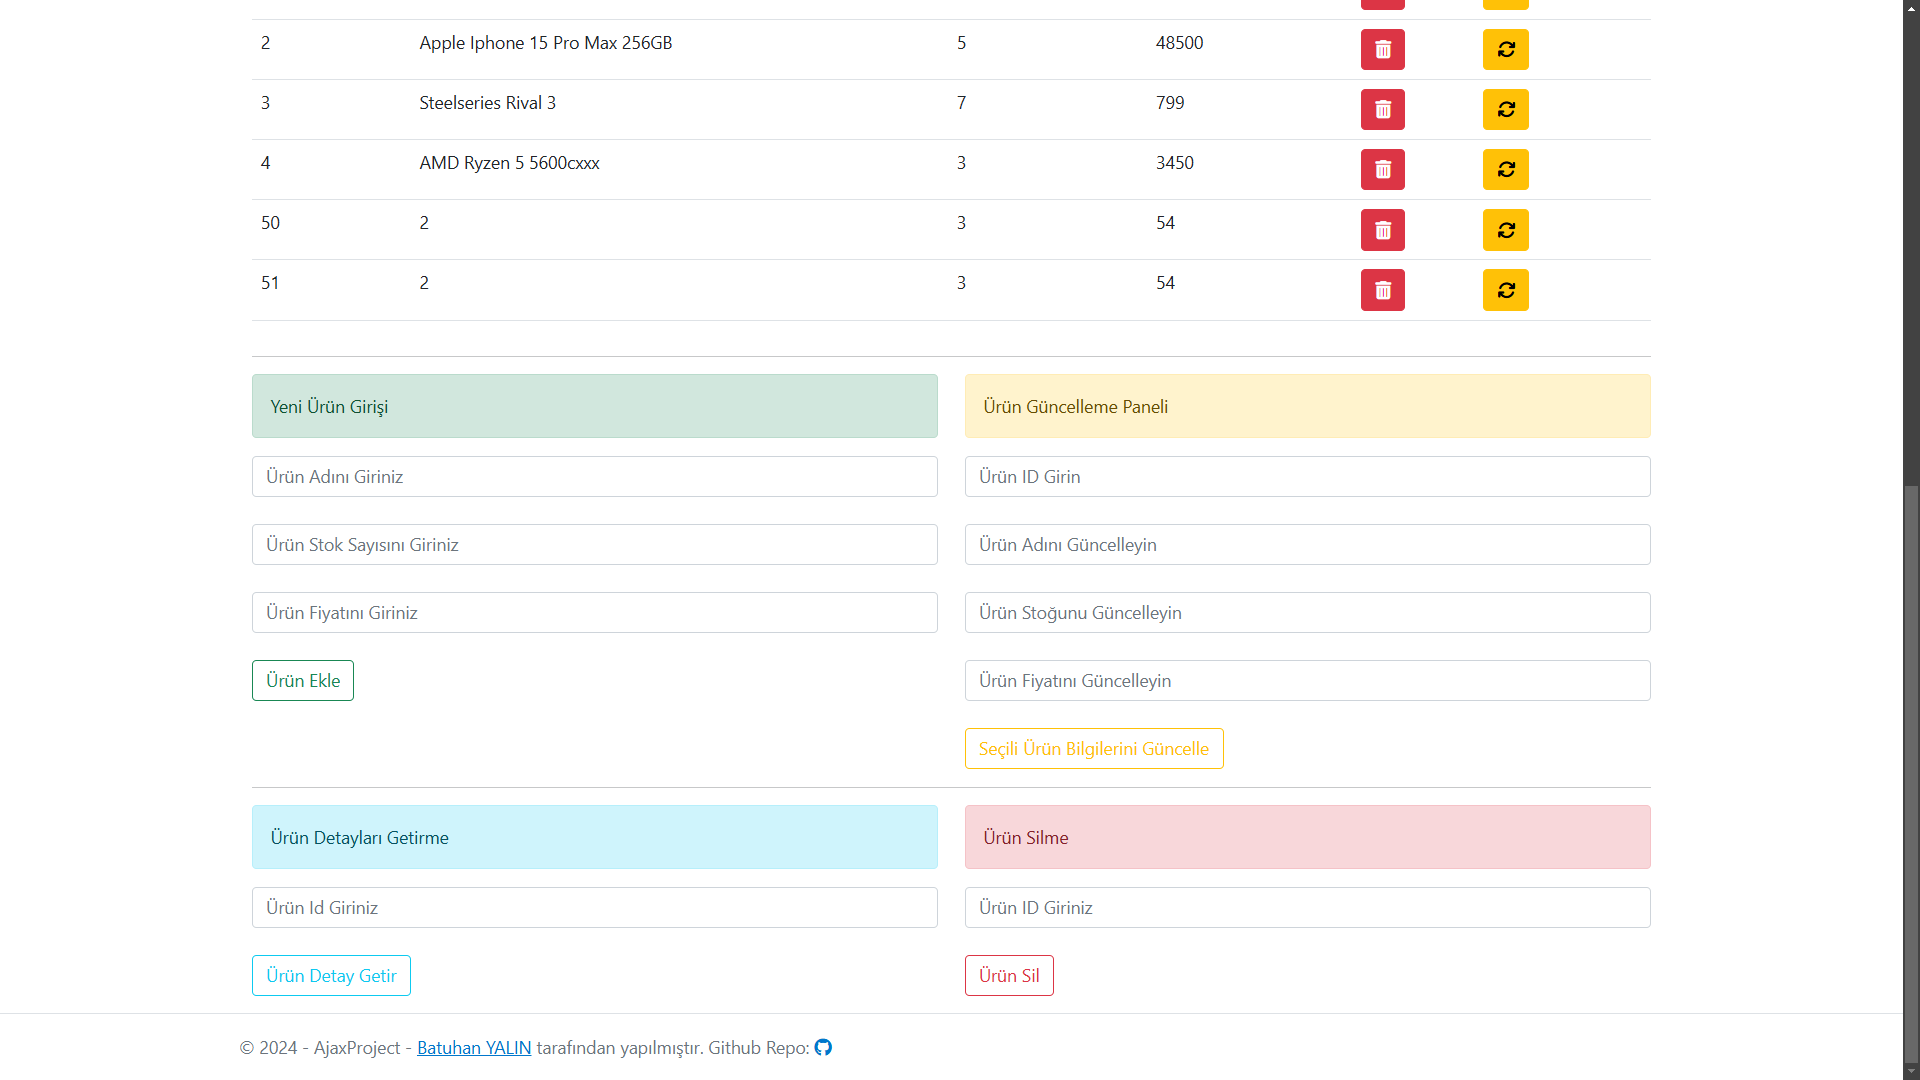 2 Apple Iphone 15 Pro Max 256GB 5 48500
3 Steelseries Rival 3 7 799
4 AMD Ryzen 5 5600cxxx 3 3450
50 2 3 54
51 2 3 54
Yeni Ürün Girişi
Ürün Adını Giriniz
Ürün Stok Sayısını Giriniz
Ürün Fiyatını Giriniz
Ürün Ekle
Ürün Güncelleme Paneli
Ürün ID Girin
Ürün Adını Güncelleyin
Ürün Stoğunu Güncelleyin
Ürün Fiyatını Güncelleyin
Seçili Ürün Bilgilerini Güncelle
Ürün Detayları Getirme
Ürün Id Giriniz
Ürün Detay Getir
Ürün Silme
Ürün ID Giriniz
Ürün Sil
© 2024 - AjaxProject - Batuhan YALIN tarafından yapılmıştır. Github Repo: